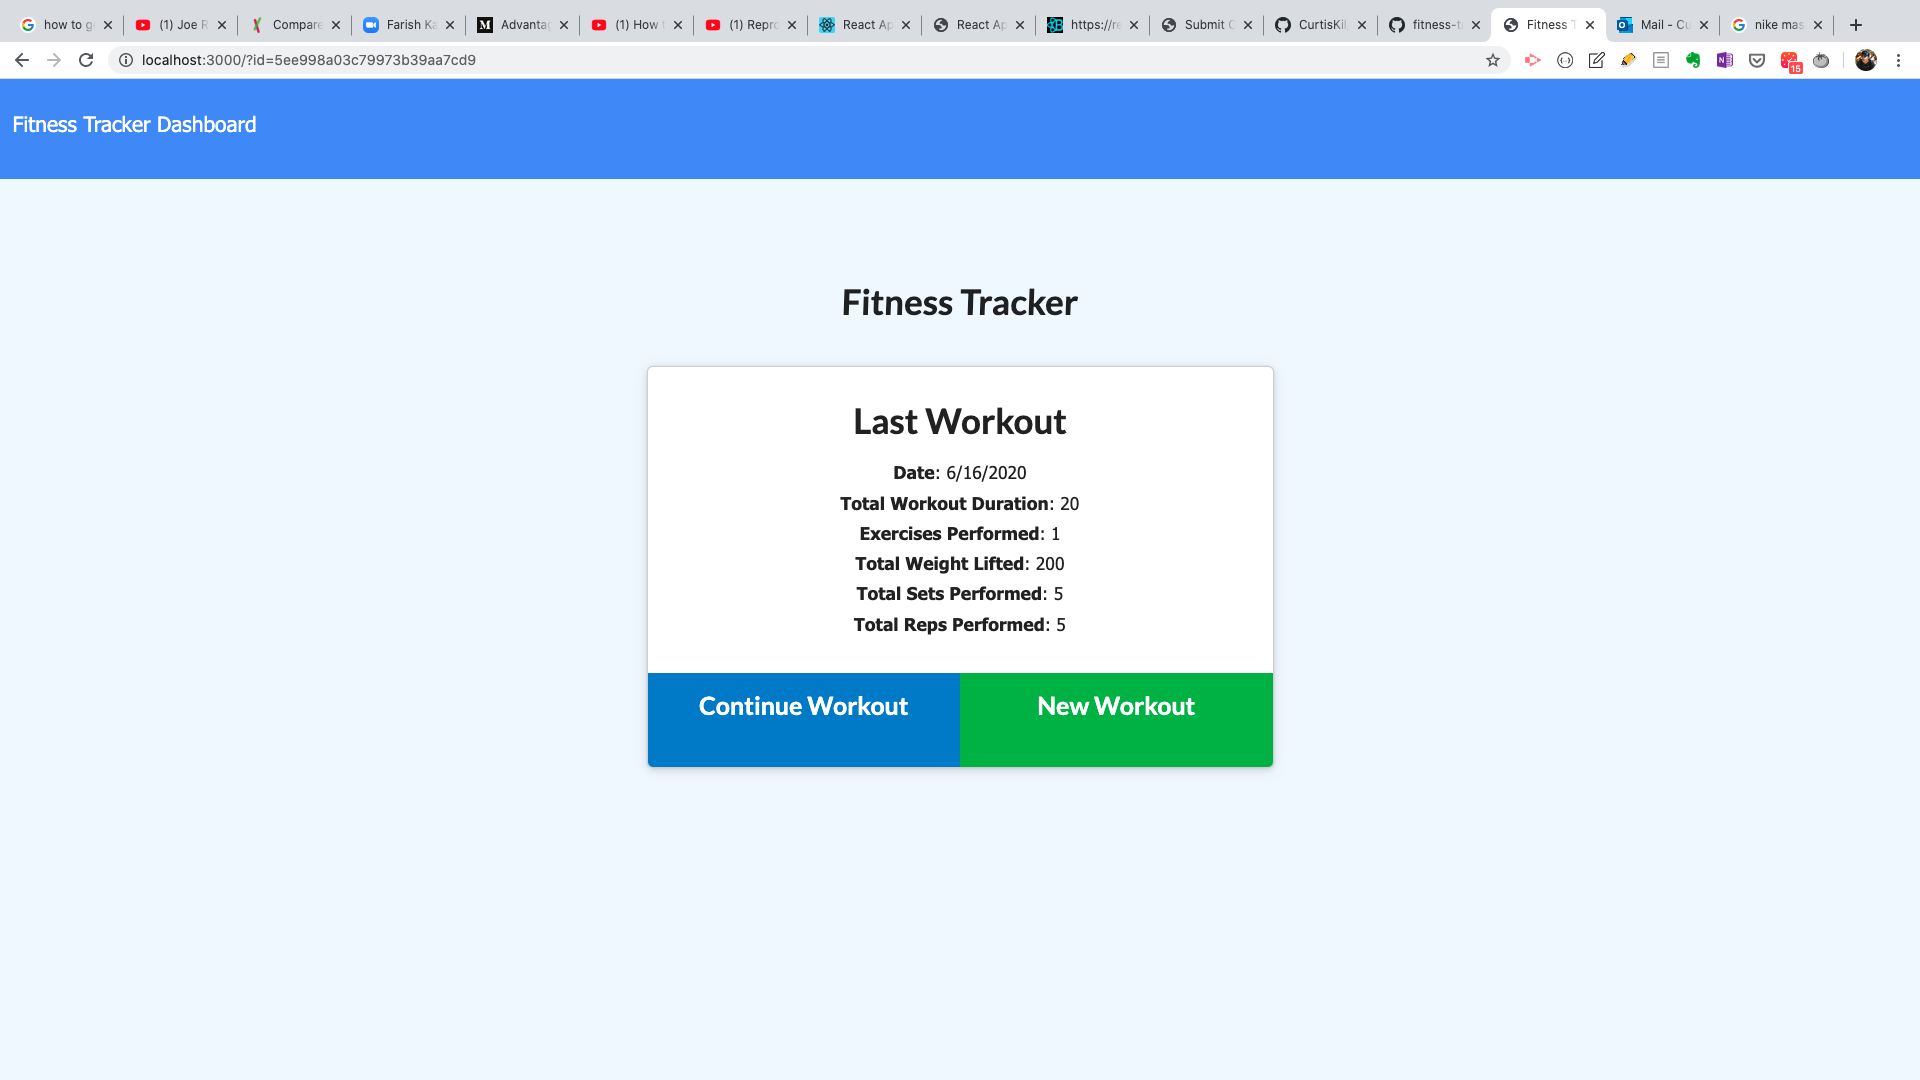 how to g
(1) Joe R
Compare
Farish Ka
Advantag
(1) How t
(1) Repro
React Ap
React Ap
https://re
Submit C
CurtisKil
fitness-tr
Fitness T
Mail - Cu
nike mas
localhost:3000/?id=5ee998a03c79973b39aa7cd9
15
Fitness Tracker Dashboard
Fitness Tracker
Last Workout
Date: 6/16/2020
Total Workout Duration: 20
Exercises Performed: 1
Total Weight Lifted: 200
Total Sets Performed: 5
Total Reps Performed: 5
Continue Workout
New Workout